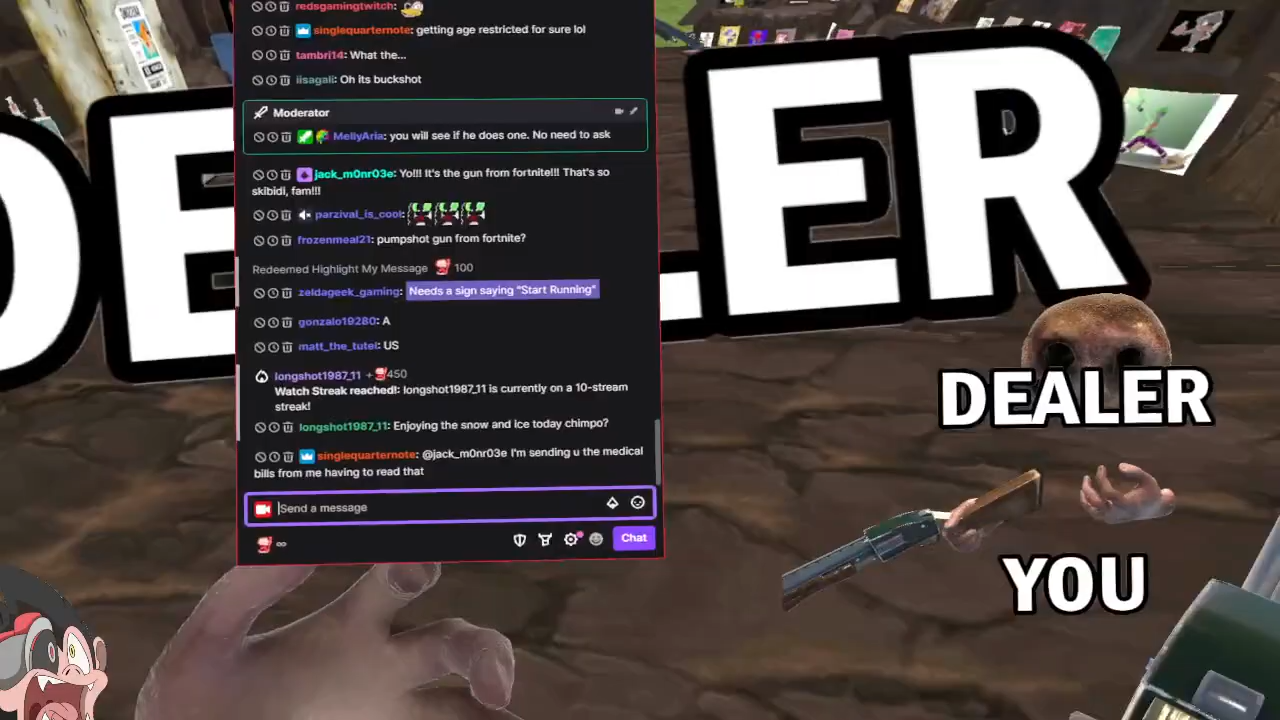 redsgamingtwitch:
singlequarternote: getting age restricted for sure lol
tambri14: What the...
iisagali: Oh its buckshot
Moderator
MellyAria: you will see if he does one. No need to ask
jack_m0nr03e: Yo!!! It's the gun from fortnite!!! That's so
skibidi, fam!!!
parzival_is_cool:
frozenmeal21: pumpshot gun from fortnite?
Redeemed Highlight My Message 100
zeldageek_gaming: Needs a sign saying "Start Running"
gonzalo19280: A
matt_the_tutel: US
longshot1987_11 + 450
Watch Streak reached!: longshot1987_11 is currently on a 10-stream
streak!
longshot1987_11: Enjoying the snow and ice today chimpo?
singlequarternote: @jack_m0nr03e I'm sending u the medical
bills from me having to read that
Send a message
∞
Chat
DE
LER
DEALER
YOU